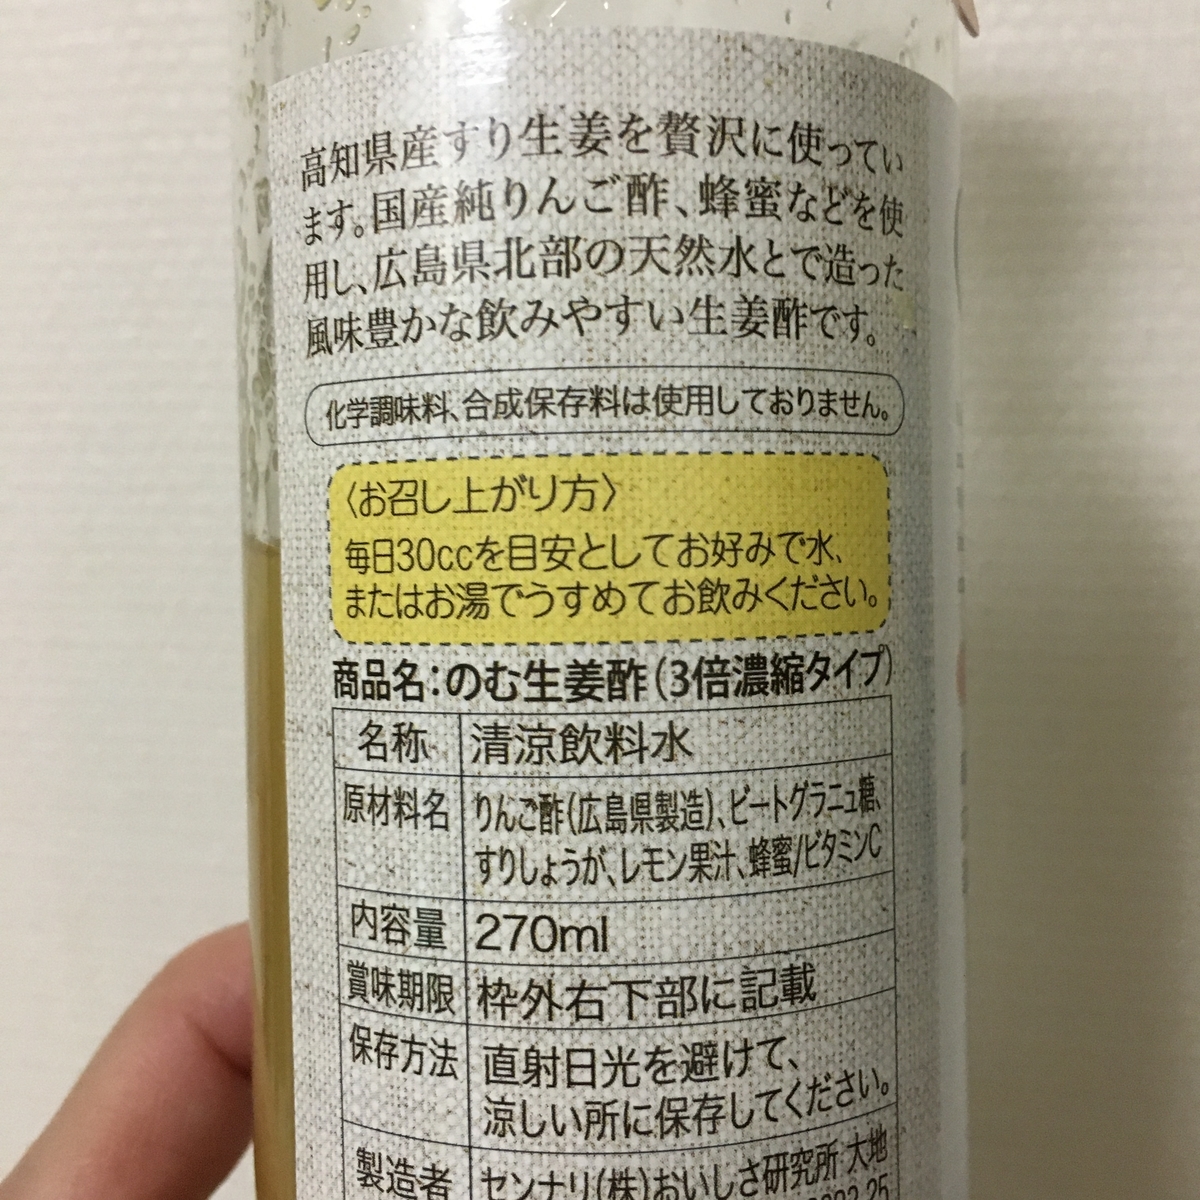 高知県産すり生姜を贅沢に使ってい
ます。国産純りんご酢、蜂蜜などを使
用し、広島県北部の天然水とで造った
風味豊かな飲みやすい生姜酢です。
化学調味料、合成保存料は使用しておりません。
〈お召し上がり方〉
毎日30ccを目安としてお好みで水、
またはお湯でうすめてお飲みください。
商品名:のむ生姜酢(3倍濃縮タイプ)
名称 清涼飲料水
原材料名 りんご酢(広島県製造)、ビートグラニュ糖、
すりしょうが、レモン果汁、蜂蜜/ビタミンC
内容量 270ml
賞味期限 枠外右下部に記載
保存方法 直射日光を避けて、
涼しい所に保存してください。
製造者 センナリ(株)おいしさ研究所 大地